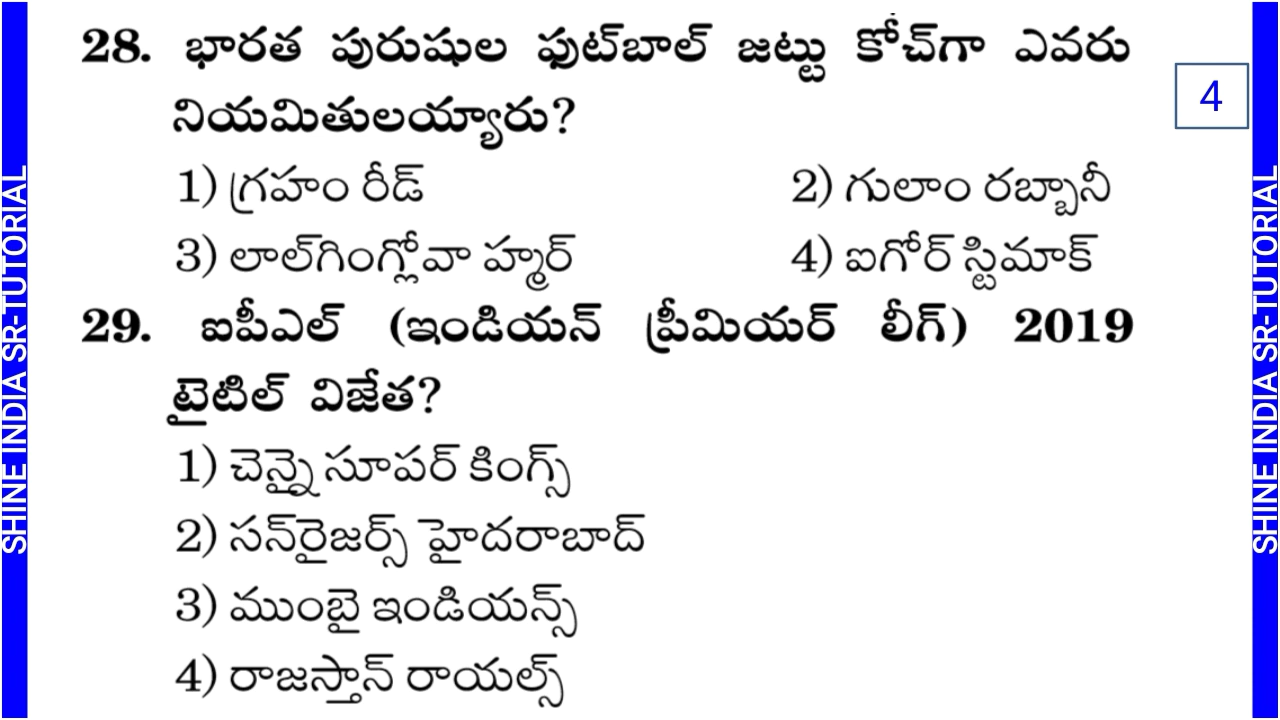 28. భారత పురుషుల ఫుట్‌బాల్ జట్టు కోచ్‌గా ఎవరు
నియమితులయ్యారు?
4
1) గ్రహం రీడ్
2) గులాం రబ్బానీ
3) లాల్‌గింగ్లోవా హ్మర్
4) ఐగోర్ స్టిమాక్
29. ఐపీఎల్ (ఇండియన్ ప్రీమియర్ లీగ్) 2019
టైటిల్ విజేత?
1) చెన్నై సూపర్ కింగ్స్
2) సన్‌రైజర్స్ హైదరాబాద్
3) ముంబై ఇండియన్స్
4) రాజస్తాన్ రాయల్స్
SHINE INDIA SR-TUTORIAL
SHINE INDIA SR-TUTORIAL